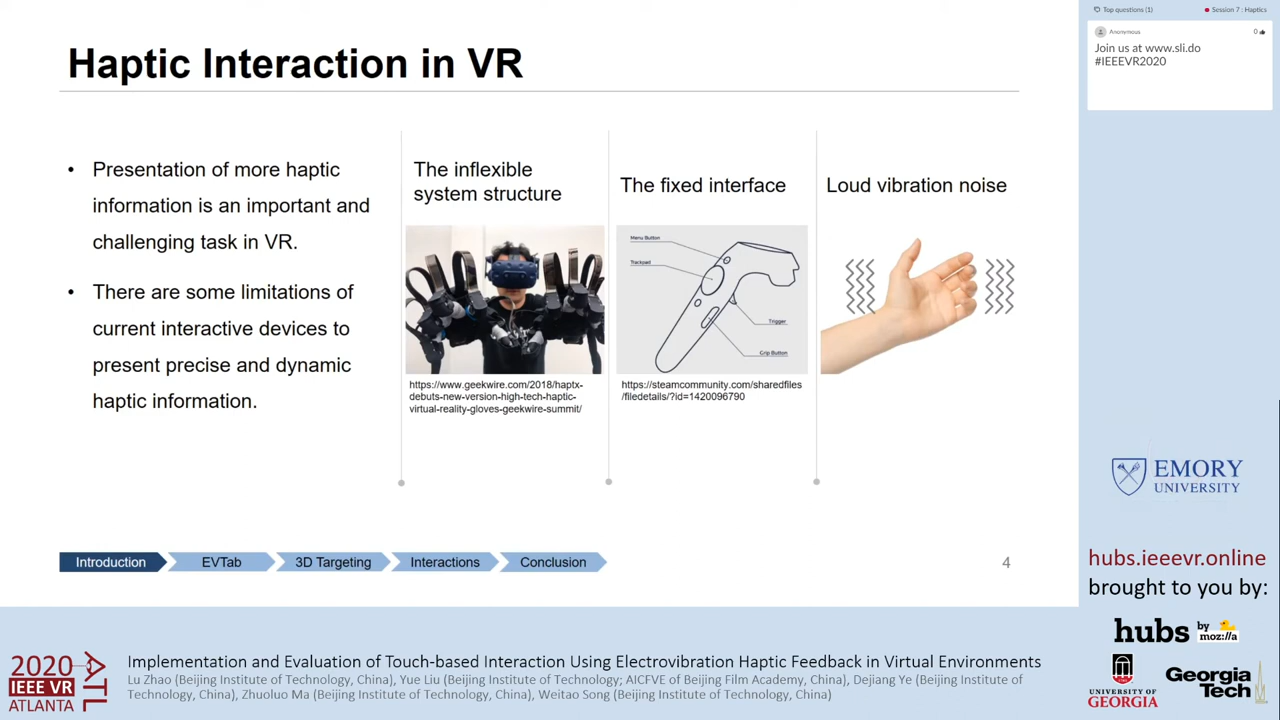 Haptic Interaction in VR
• Presentation of more haptic
information is an important and
challenging task in VR.
• There are some limitations of
current interactive devices to
present precise and dynamic
haptic information.
The inflexible
system structure
https://www.geekwire.com/2018/haptx-
debuts-new-version-high-tech-haptic-
virtual-reality-gloves-geekwire-summit/
The fixed interface
Menu Button
Trackpad
Trigger
Grip Button
https://steamcommunity.com/sharedfiles
/filedetails/?id=1420096790
Loud vibration noise
Introduction
EVTab
3D Targeting
Interactions
Conclusion
4
Top questions (1)
Session 7 : Haptics
Anonymous
0
Join us at www.sli.do
#IEEEVR2020
EMORY
UNIVERSITY
hubs.ieeevr.online
brought to you by:
hubs by
moz://a
UNIVERSITY OF
GEORGIA
Georgia
Tech
2020
IEEE VR
ATLANTA
ATL
Implementation and Evaluation of Touch-based Interaction Using Electrovibration Haptic Feedback in Virtual Environments
Lu Zhao (Beijing Institute of Technology, China), Yue Liu (Beijing Institute of Technology; AICFVE of Beijing Film Academy, China), Dejiang Ye (Beijing Institute of
Technology, China), Zhuoluo Ma (Beijing Institute of Technology, China), Weitao Song (Beijing Institute of Technology, China)